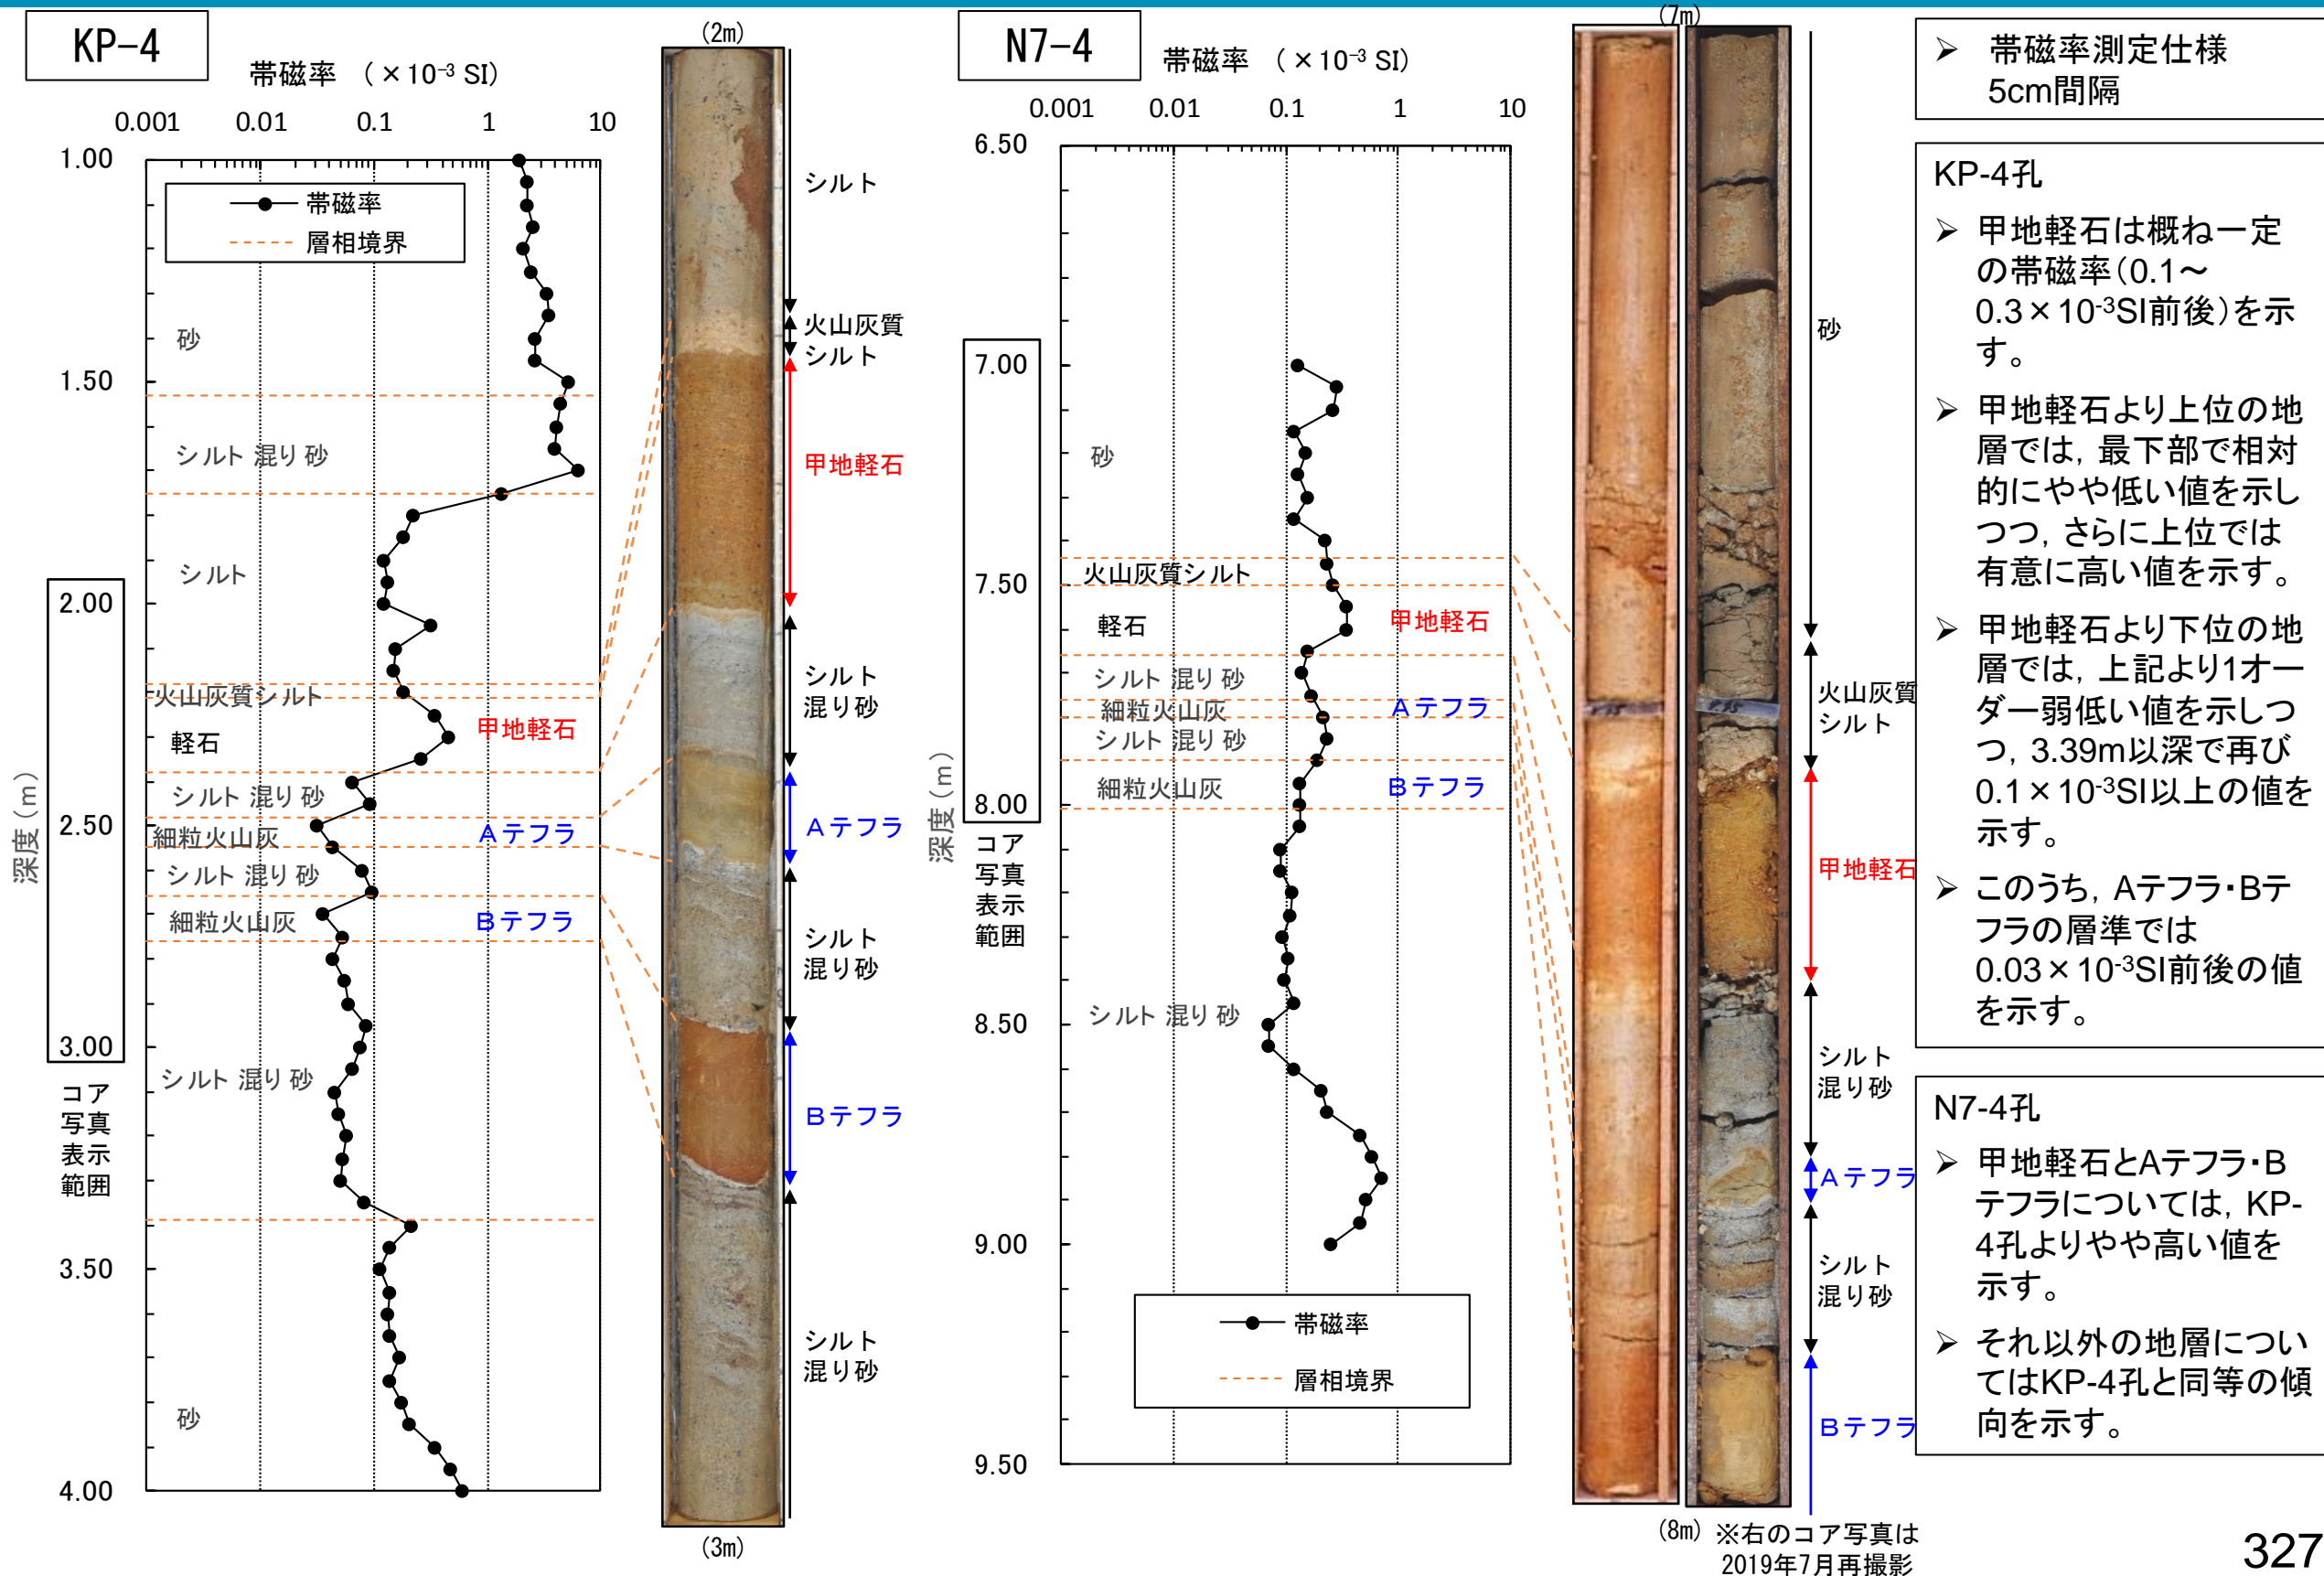 KP-4
帯磁率 （×10-3 SI）
0.001 0.01 0.1 1 10
1.00
1.50
2.00
2.50
3.00
3.50
4.00
深度（m）
コア
写真
表示
範囲
帯磁率
層相境界
砂
シルト混り砂
シルト
火山灰質シルト
軽石
甲地軽石
シルト混り砂
細粒火山灰
Aテフラ
シルト混り砂
細粒火山灰
Bテフラ
シルト混り砂
砂
(2m)
シルト
火山灰質
シルト
甲地軽石
シルト
混り砂
Aテフラ
シルト
混り砂
Bテフラ
シルト
混り砂
(3m)
N7-4
帯磁率 （×10-3 SI）
0.001 0.01 0.1 1 10
6.50
7.00
7.50
8.00
8.50
9.00
9.50
深度（m）
コア
写真
表示
範囲
砂
火山灰質シルト
軽石
甲地軽石
シルト混り砂
細粒火山灰
Aテフラ
シルト混り砂
細粒火山灰
Bテフラ
シルト混り砂
帯磁率
層相境界
(7m)
砂
火山灰質
シルト
甲地軽石
シルト
混り砂
Aテフラ
シルト
混り砂
Bテフラ
(8m)
※右のコア写真は
2019年7月再撮影
➢ 帯磁率測定仕様
5cm間隔
KP-4孔
➢ 甲地軽石は概ね一定
の帯磁率（0.1～
0.3×10-3SI前後）を示
す。
➢ 甲地軽石より上位の地
層では，最下部で相対
的にやや低い値を示し
つつ，さらに上位では
有意に高い値を示す。
➢ 甲地軽石より下位の地
層では，上記より1オー
ダー弱低い値を示しつ
つ，3.39m以深で再び
0.1×10-3SI以上の値を
示す。
➢ このうち，Aテフラ・Bテ
フラの層準では
0.03×10-3SI前後の値
を示す。
N7-4孔
➢ 甲地軽石とAテフラ・B
テフラについては，KP-
4孔よりやや高い値を
示す。
➢ それ以外の地層につい
てはKP-4孔と同等の傾
向を示す。
327